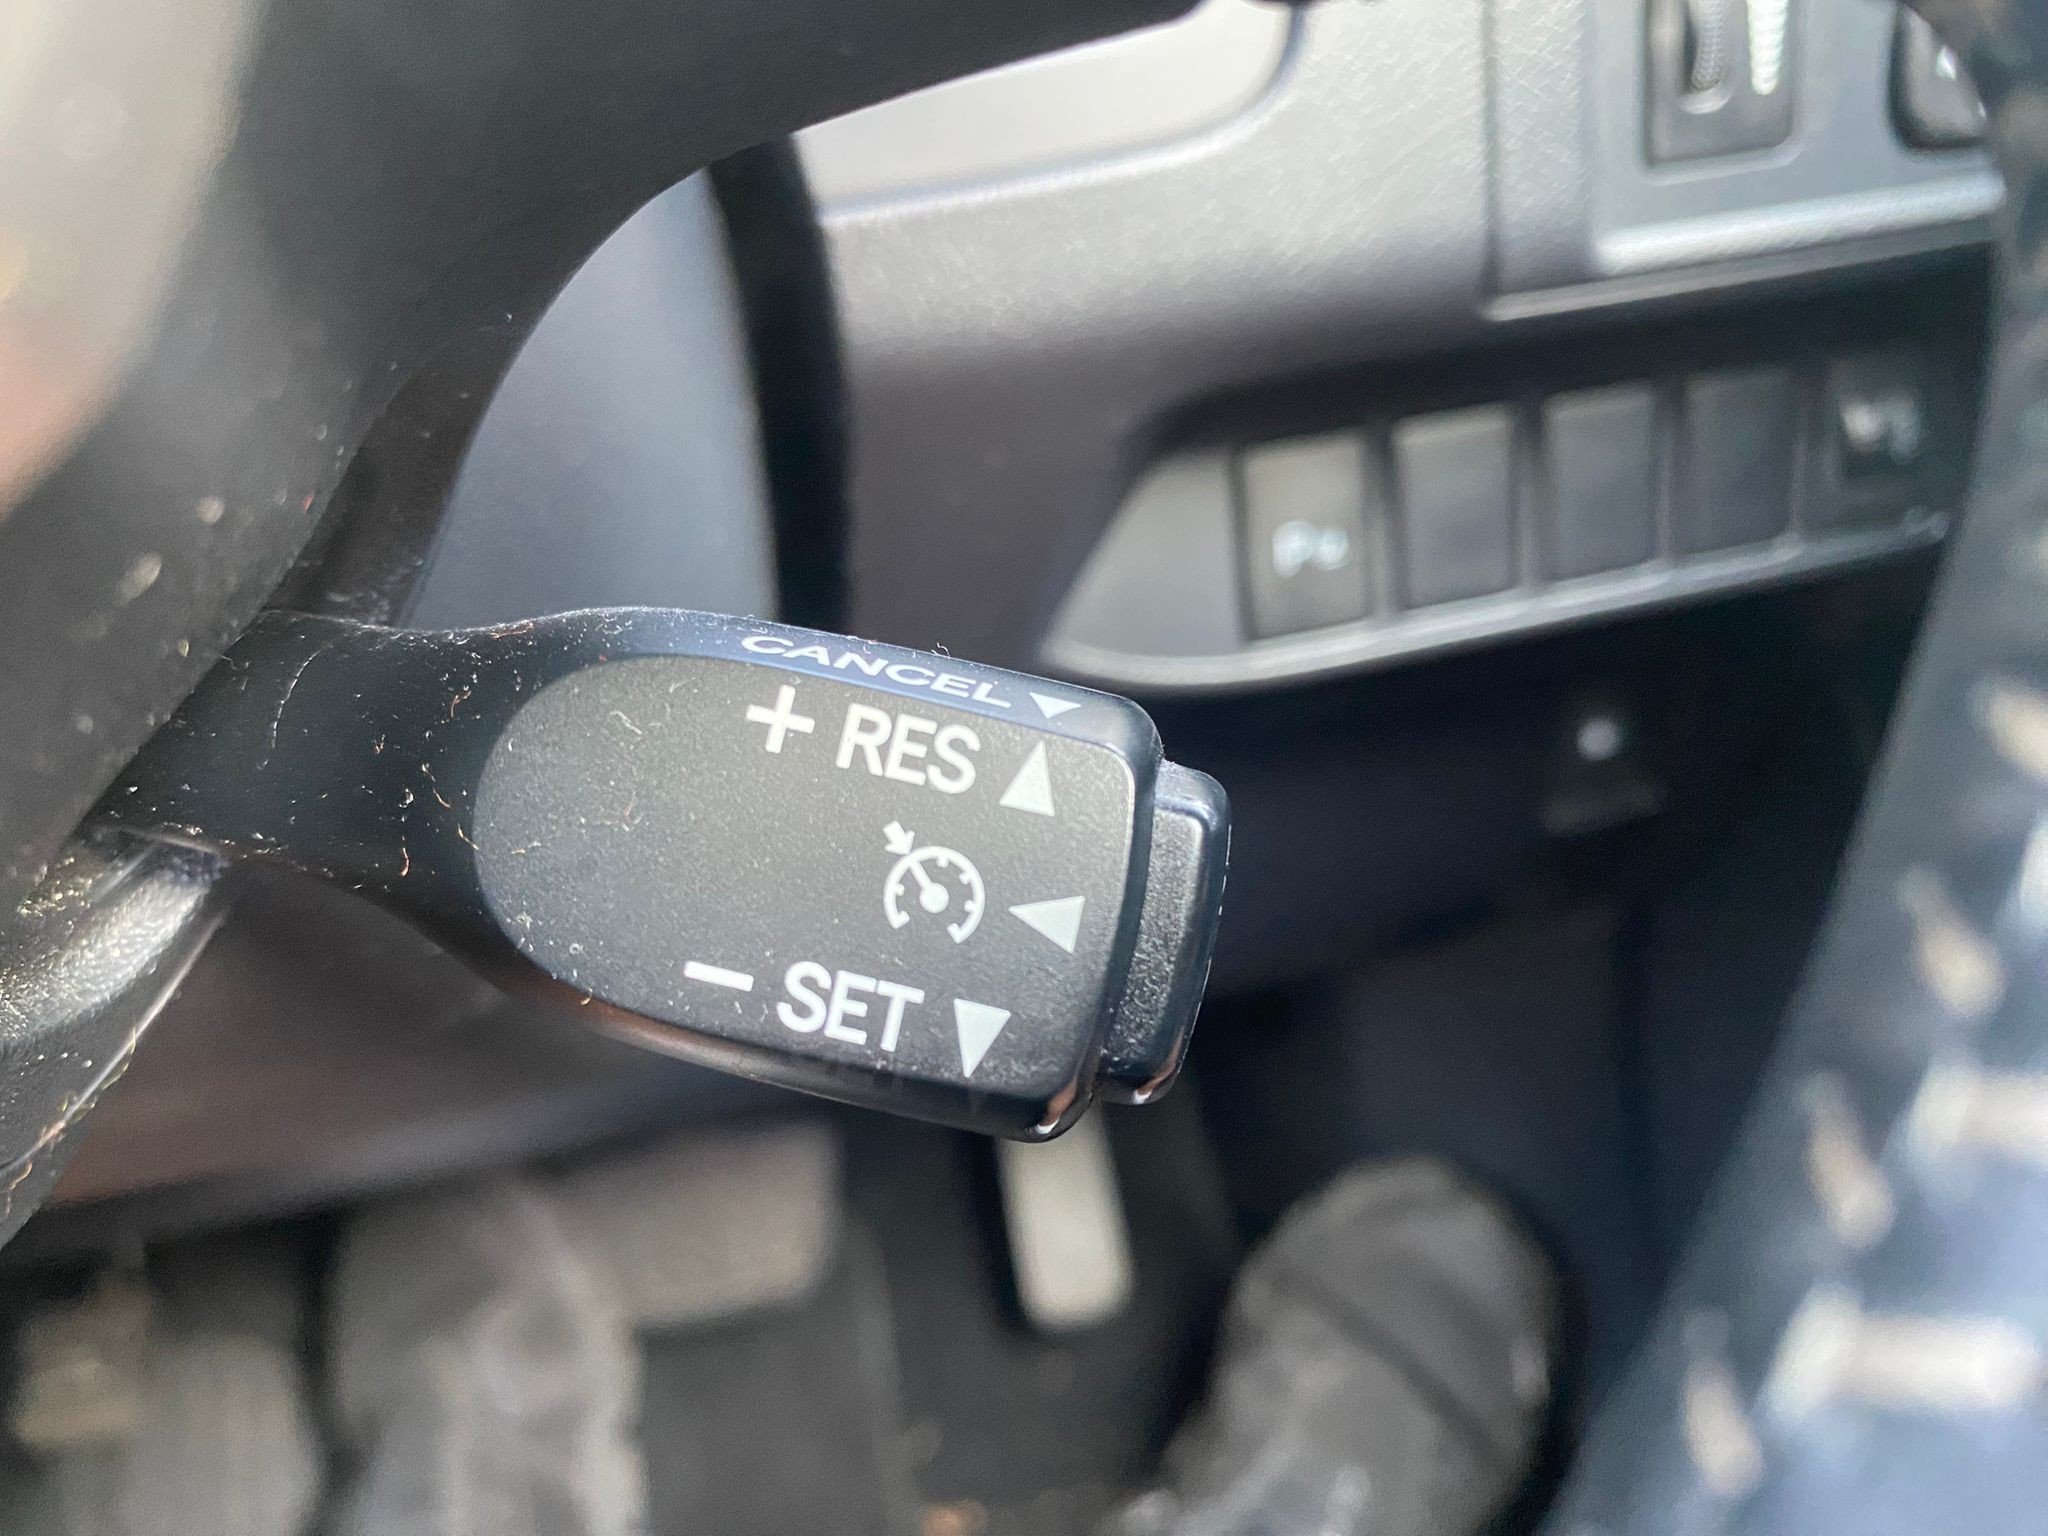 CANCEL
+ RES
- SET